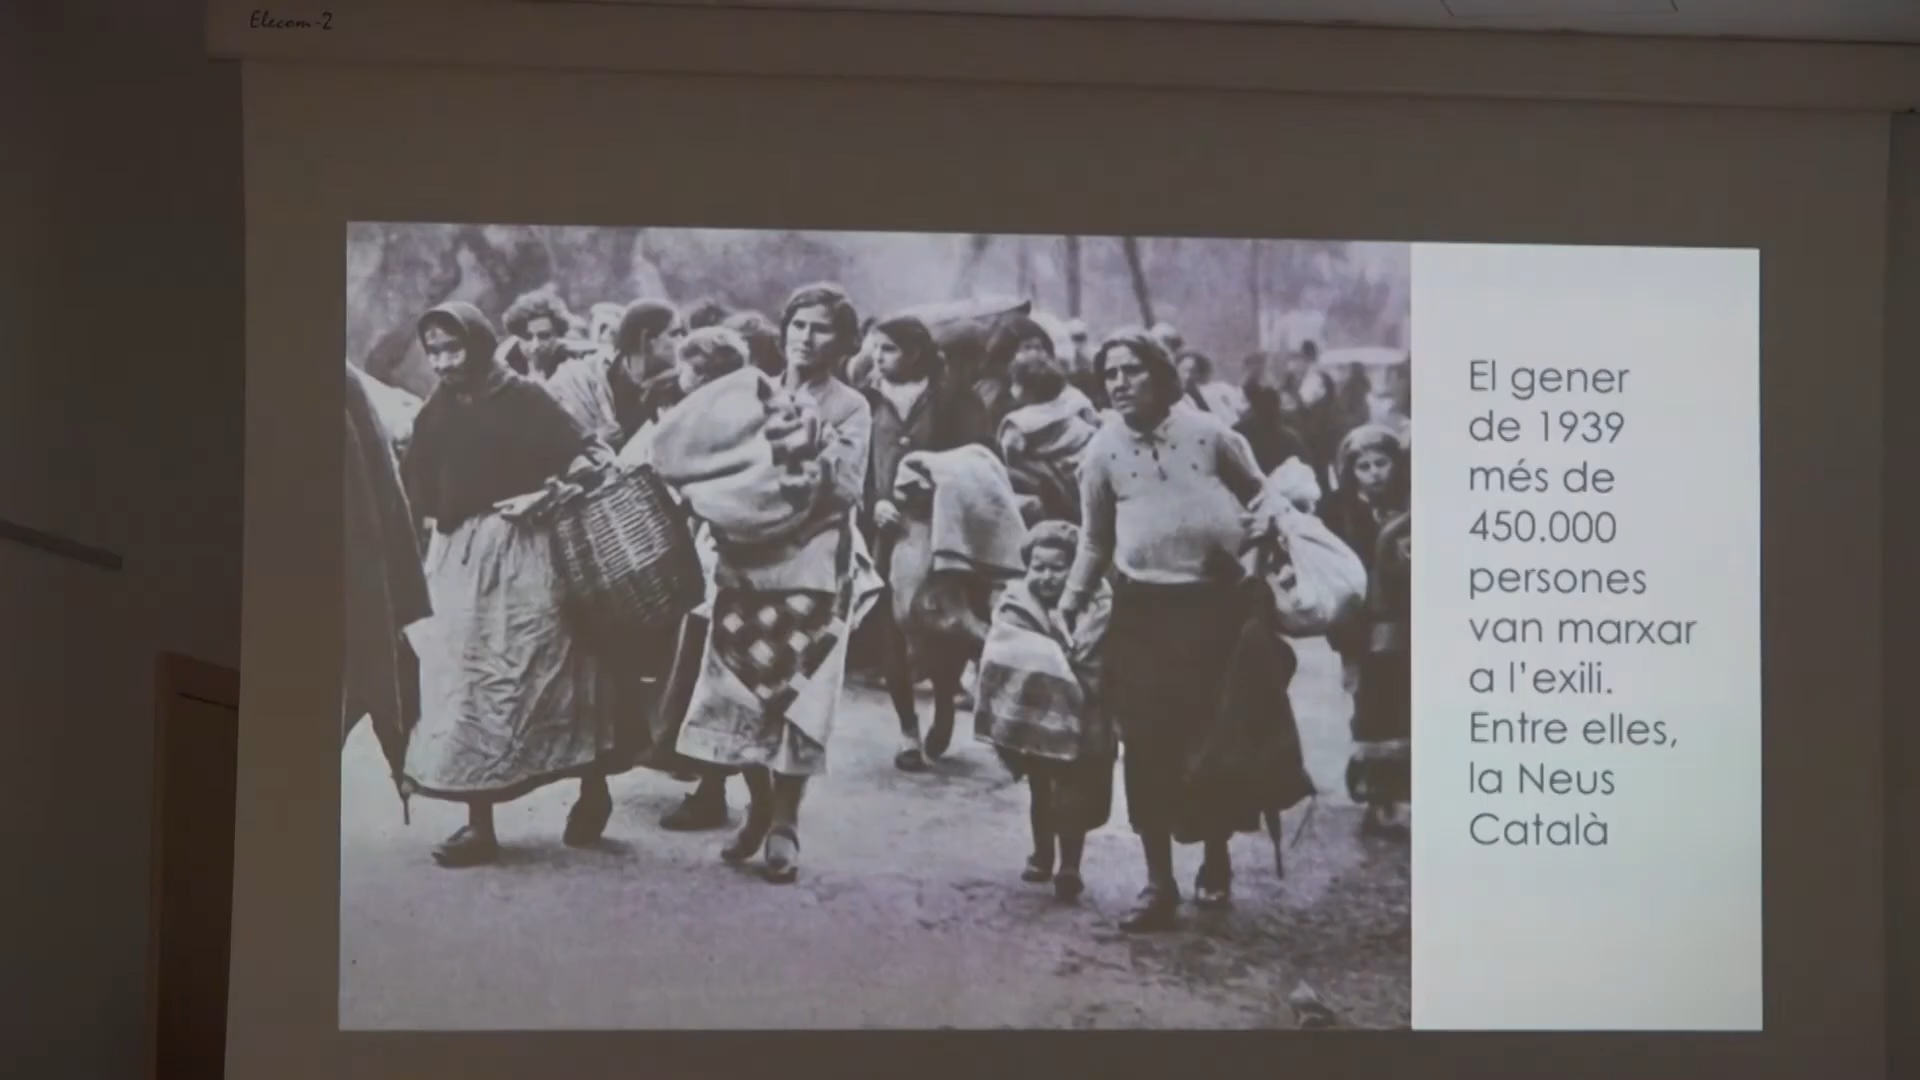 Elecom-2
El gener
de 1939
més de
450.000
persones
van marxar
a l'exili.
Entre elles,
la Neus
Català